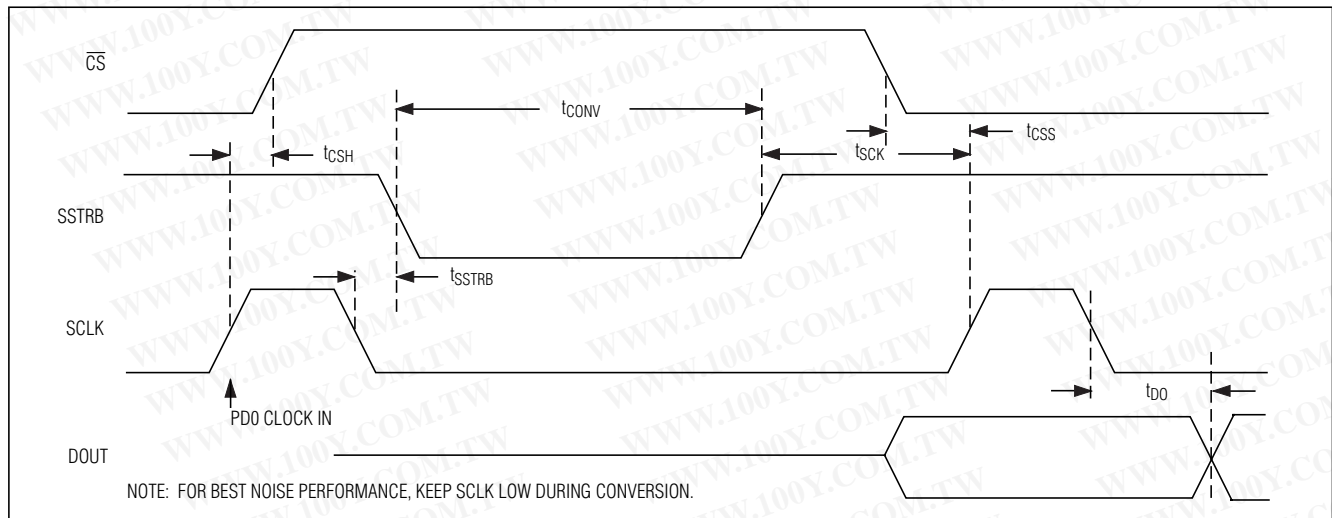 CS
tCONV
tCSS
tCSH
tSCK
SSTRB
tSSTRB
SCLK
tDO
PD0 CLOCK IN
DOUT
NOTE: FOR BEST NOISE PERFORMANCE, KEEP SCLK LOW DURING CONVERSION.
WWW.100Y.COM.TW